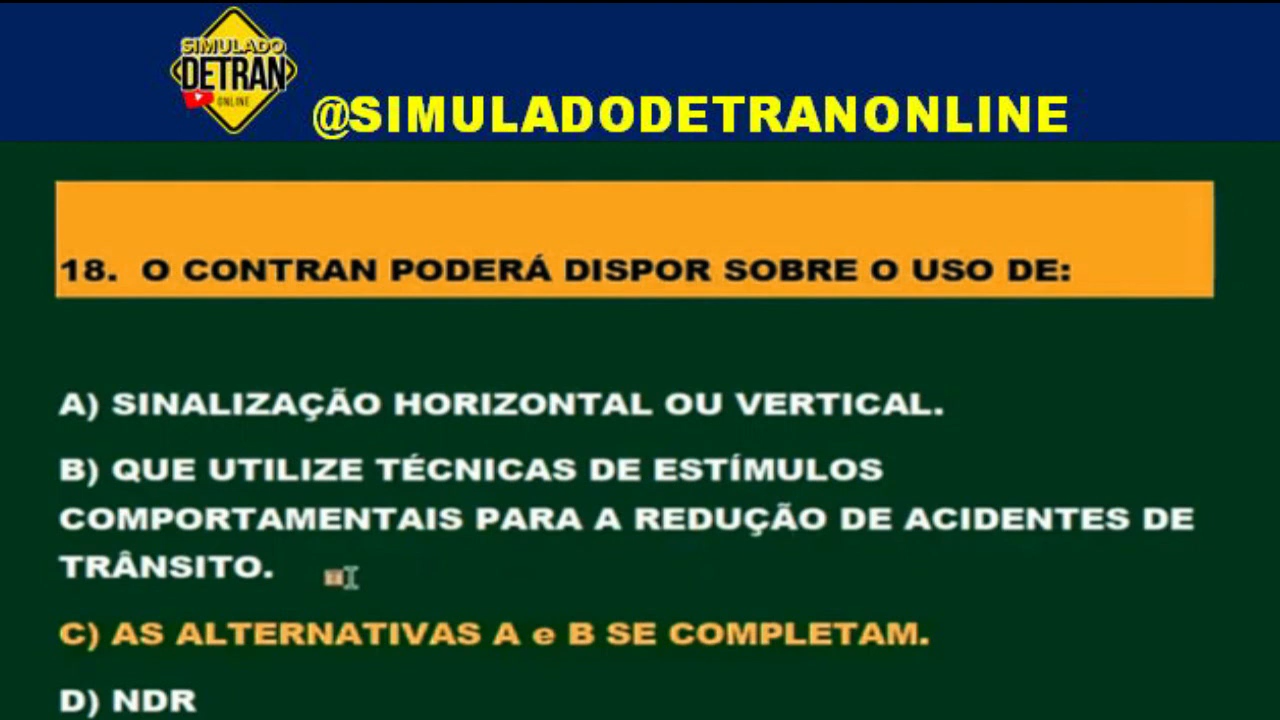 SIMULADO
DETRAN
ONLINE
@SIMULADODETRANONLINE
18. O CONTRAN PODERÁ DISPOR SOBRE O USO DE:
A) SINALIZAÇÃO HORIZONTAL OU VERTICAL.
B) QUE UTILIZE TÉCNICAS DE ESTÍMULOS
COMPORTAMENTAIS PARA A REDUÇÃO DE ACIDENTES DE
TRÂNSITO.
C) AS ALTERNATIVAS A e B SE COMPLETAM.
D) NDR